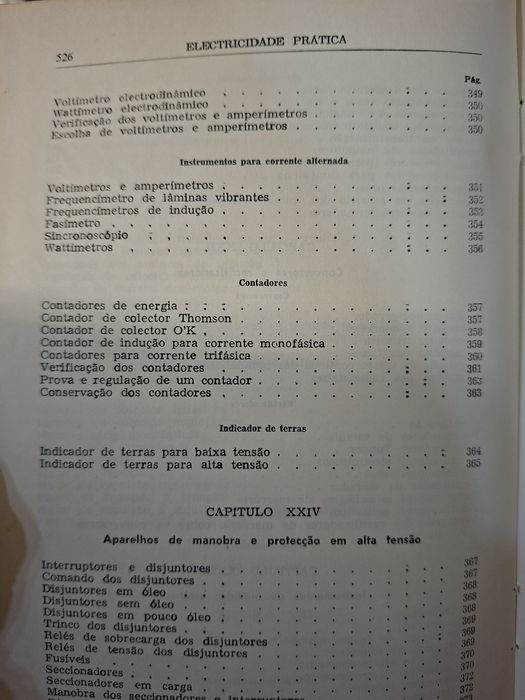 526
ELECTRICIDADE PRÁTICA
Pág.
Voltímetro electrodinâmico . . . . . . . . . . 349
Wattímetro electrodinâmico . . . . . . . . . . 350
Verificação dos voltímetros e amperímetros . . . . . . 350
Escolha de voltímetros e amperímetros . . . . . . . 350
Instrumentos para corrente alternada
Voltímetros e amperímetros . . . . . . . . . . 351
Frequencímetro de lâminas vibrantes . . . . . . . . 352
Frequencímetros de indução . . . . . . . . . . 353
Fasímetro . . . . . . . . . . . . . . 354
Sincronoscópio . . . . . . . . . . . . . 355
Wattímetros . . . . . . . . . . . . . . 356
Contadores
Contadores de energia . . . . . . . . . . . . 357
Contador de colector Thomson . . . . . . . . . . 357
Contador de colector O'K . . . . . . . . . . . 358
Contador de indução para corrente monofásica . . . . . . 359
Contadores para corrente trifásica . . . . . . . . . 360
Verificação dos contadores . . . . . . . . . . 361
Prova e regulação de um contador . . . . . . . . . 363
Conservação dos contadores . . . . . . . . . . 363
Indicador de terras
Indicador de terras para baixa tensão . . . . . . . . 364
Indicador de terras para alta tensão . . . . . . . . 365
CAPITULO XXIV
Aparelhos de manobra e protecção em alta tensão
Interruptores e disjuntores . . . . . . . . . . 367
Comando dos disjuntores . . . . . . . . . . . 367
Disjuntores em óleo . . . . . . . . . . . . 368
Disjuntores sem óleo . . . . . . . . . . . . 368
Disjuntores em pouco óleo . . . . . . . . . . . 368
Trinco dos disjuntores . . . . . . . . . . . . 369
Relés de sobrecarga dos disjuntores . . . . . . . . 369
Relés de tensão dos disjuntores . . . . . . . . . 369
Fusíveis . . . . . . . . . . . . . . 370
Seccionadores . . . . . . . . . . . . . 370
Seccionadores em carga . . . . . . . . . . . 372
Manobra dos seccionadores e interruptores . . . . . . 372